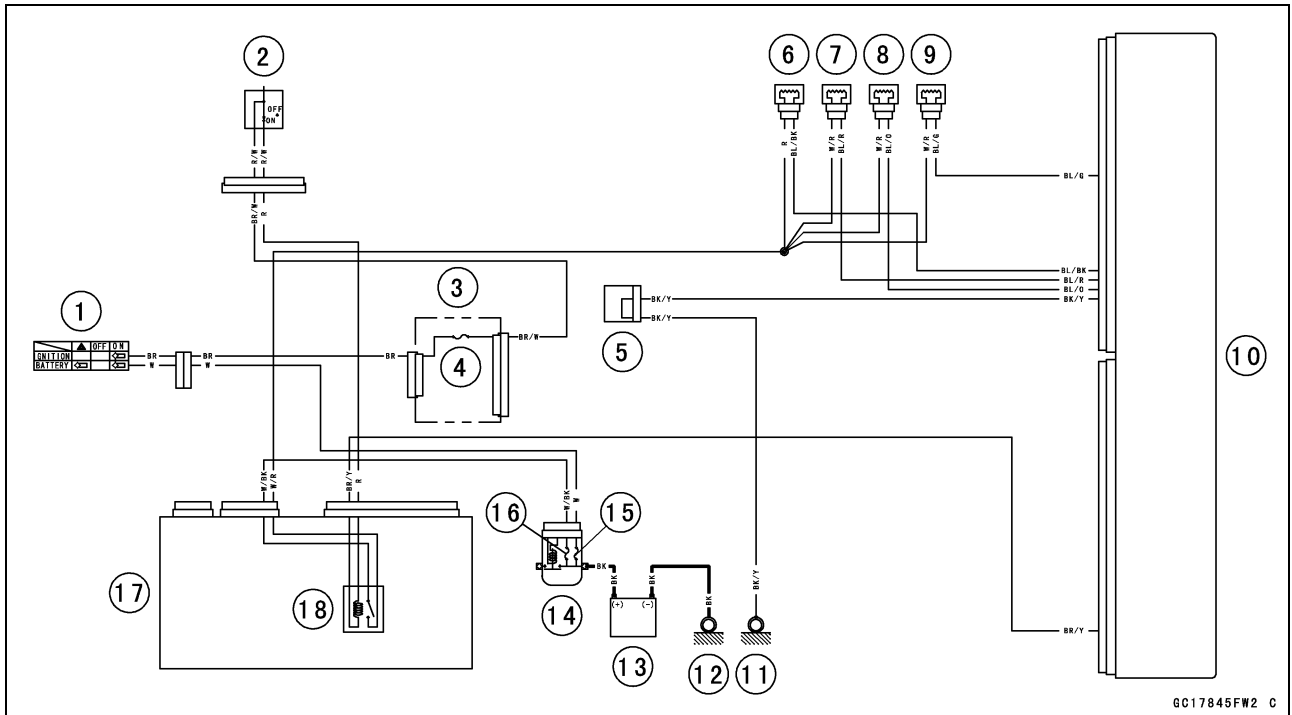 2
6
7
8
9
OFF
ON
R/W
R/W
R
BL/BK
W/R
BL/R
W/R
BL/O
W/R
BL/G
BL/G
BR/W
R
BL/BK
BL/R
BL/O
BK/Y
3
BK/Y
BK/Y
5
1
OFF ON
IGNITION
BATTERY
BR
W
BR
W
BR
BR/W
4
10
W/BK
W/R
BR/Y
R
W/BK
W
16
15
BK
BK
BK
BK
BK/Y
17
18
14
(+) (-)
13
12
11
BR/Y
GC17845FW2 C